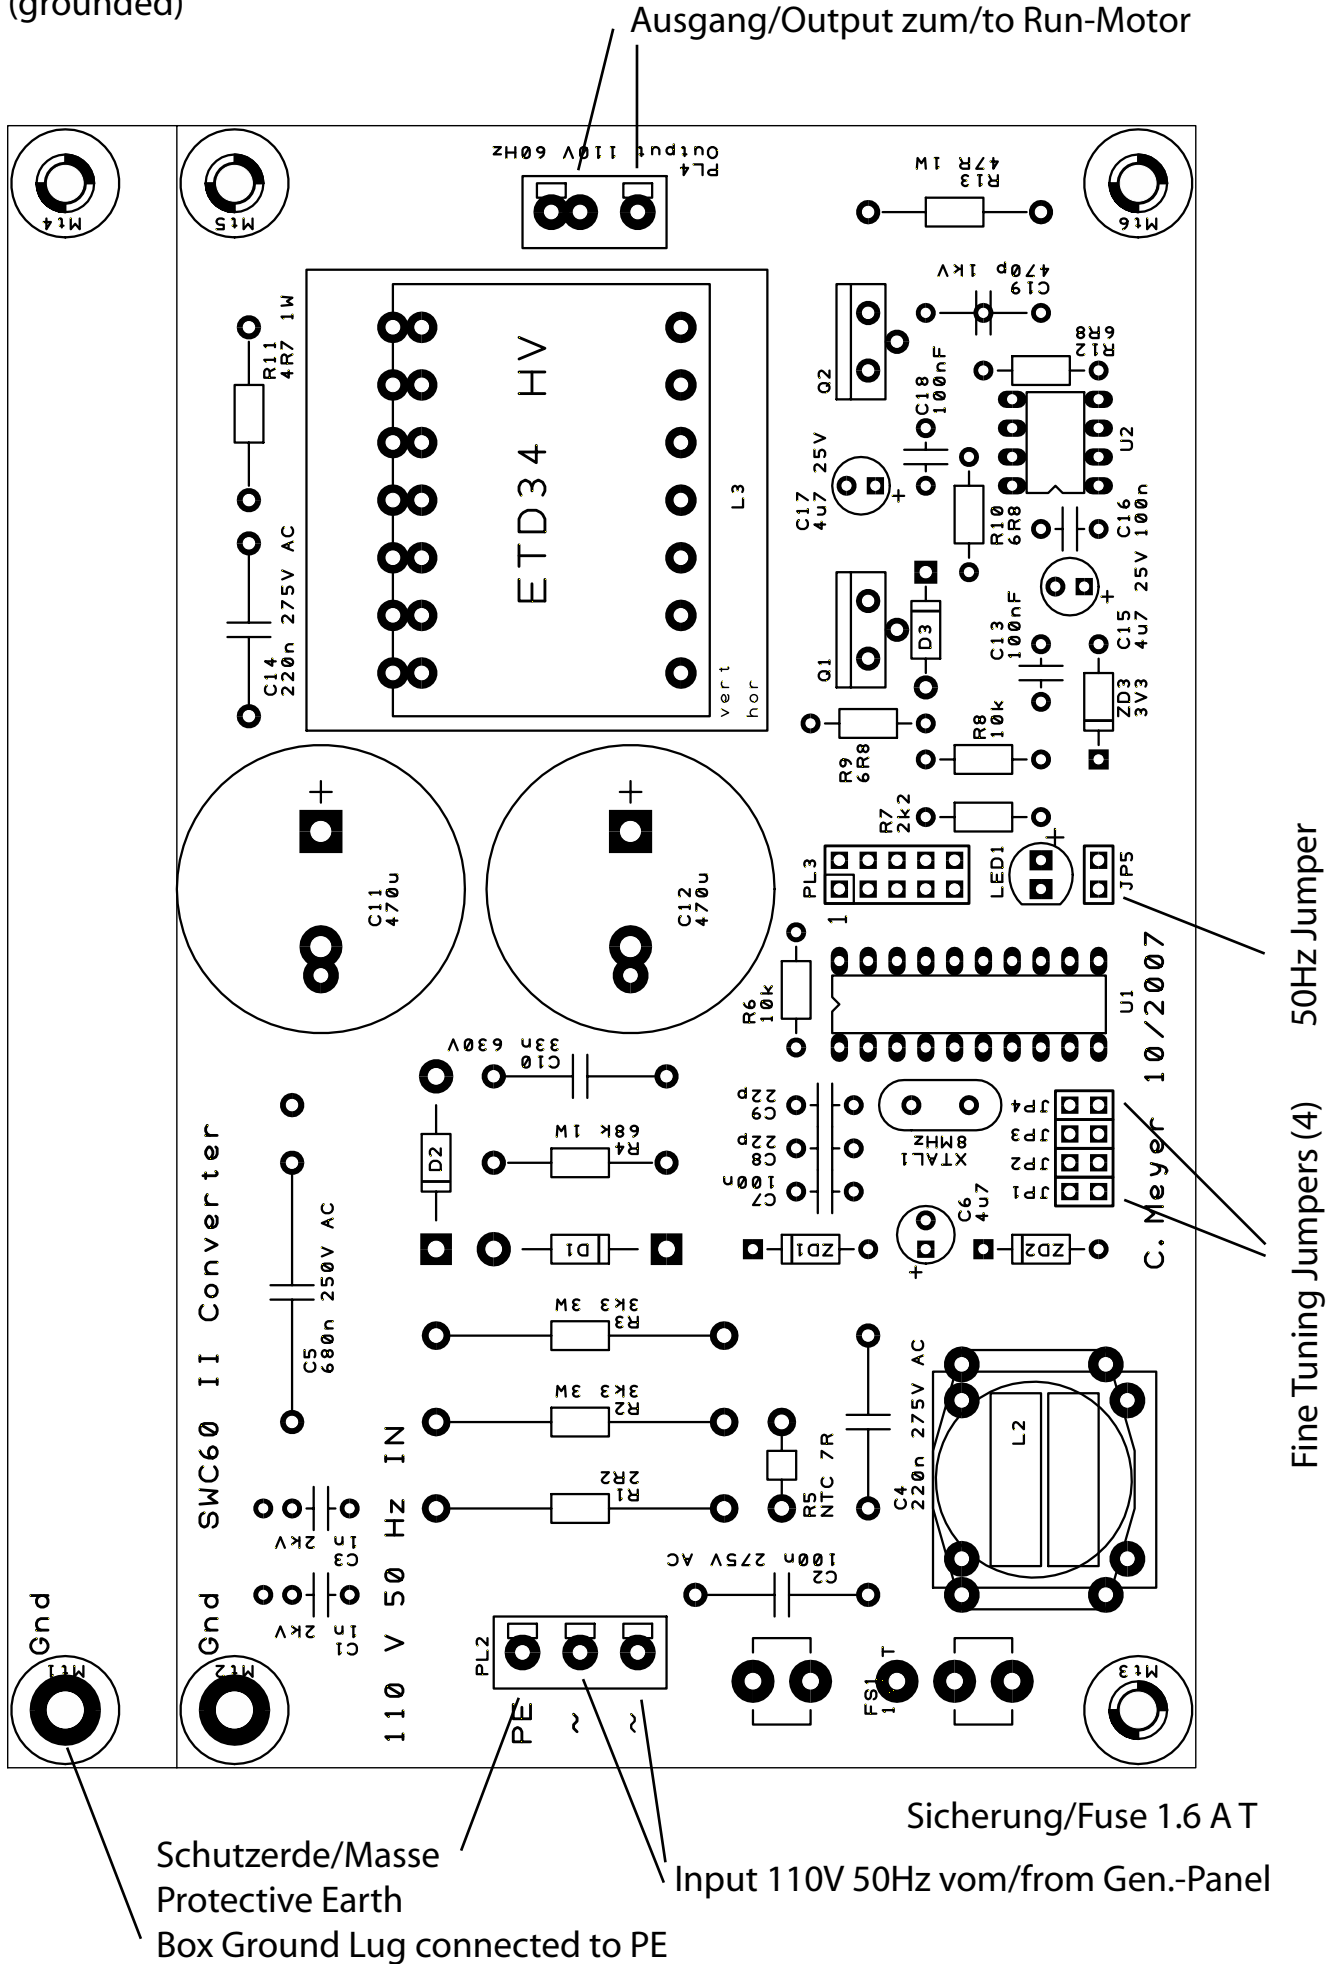 (grounded)
Ausgang/Output zum/to Run-Motor
Output 110V 60Hz
PL4
Mt4
Mt5
Mt6
47R 1W
R13
470p 1kV
C19
6R8
R12
R11
4R7 1W
ETD34 HV
L3
vert
hor
Q2
C18
100nF
U2
C17
4u7 25V
R10
6R8
C16
100n
C14
220n 275V AC
Q1
D3
C13
100nF
C15
4u7 25V
ZD3
3V3
R9
6R8
R8
10k
R7
2k2
+
C11
470u
+
C12
470u
PL3
1
LED1
+
JP5
50Hz Jumper
R6
10k
U1
C. Meyer 10/2007
33n 630V
C10
D2
68k 1W
R4
D1
22p
C9
22p
C8
100n
C7
8MHz
XTAL1
JP4
JP3
JP2
JP1
Fine Tuning Jumpers (4)
ZD1
C6
4u7
+
ZD2
SWC60 II Converter
C5
680n 250V AC
3k3 3W
R3
3k3 3W
R2
2R2
R1
R5
NTC 7R
C4
220n 275V AC
L2
1n 2kV
C3
1n 2kV
C1
110 V 50 Hz IN
100n 275V AC
C2
Gnd
Mt1
Gnd
Mt2
PL2
PE
~
~
FS1
1 T
Mt3
Sicherung/Fuse 1.6 A T
Schutzerde/Masse
Protective Earth
Box Ground Lug connected to PE
Input 110V 50Hz vom/from Gen.-Panel